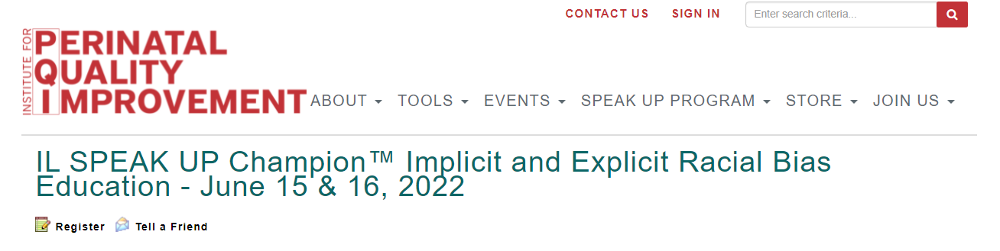 CONTACT US SIGN IN Enter search criteria...
INSTITUTE FOR
PERINATAL
QUALITY
IMPROVEMENT
ABOUT TOOLS EVENTS SPEAK UP PROGRAM STORE JOIN US
IL SPEAK UP Champion™ Implicit and Explicit Racial Bias
Education - June 15 & 16, 2022
Register Tell a Friend